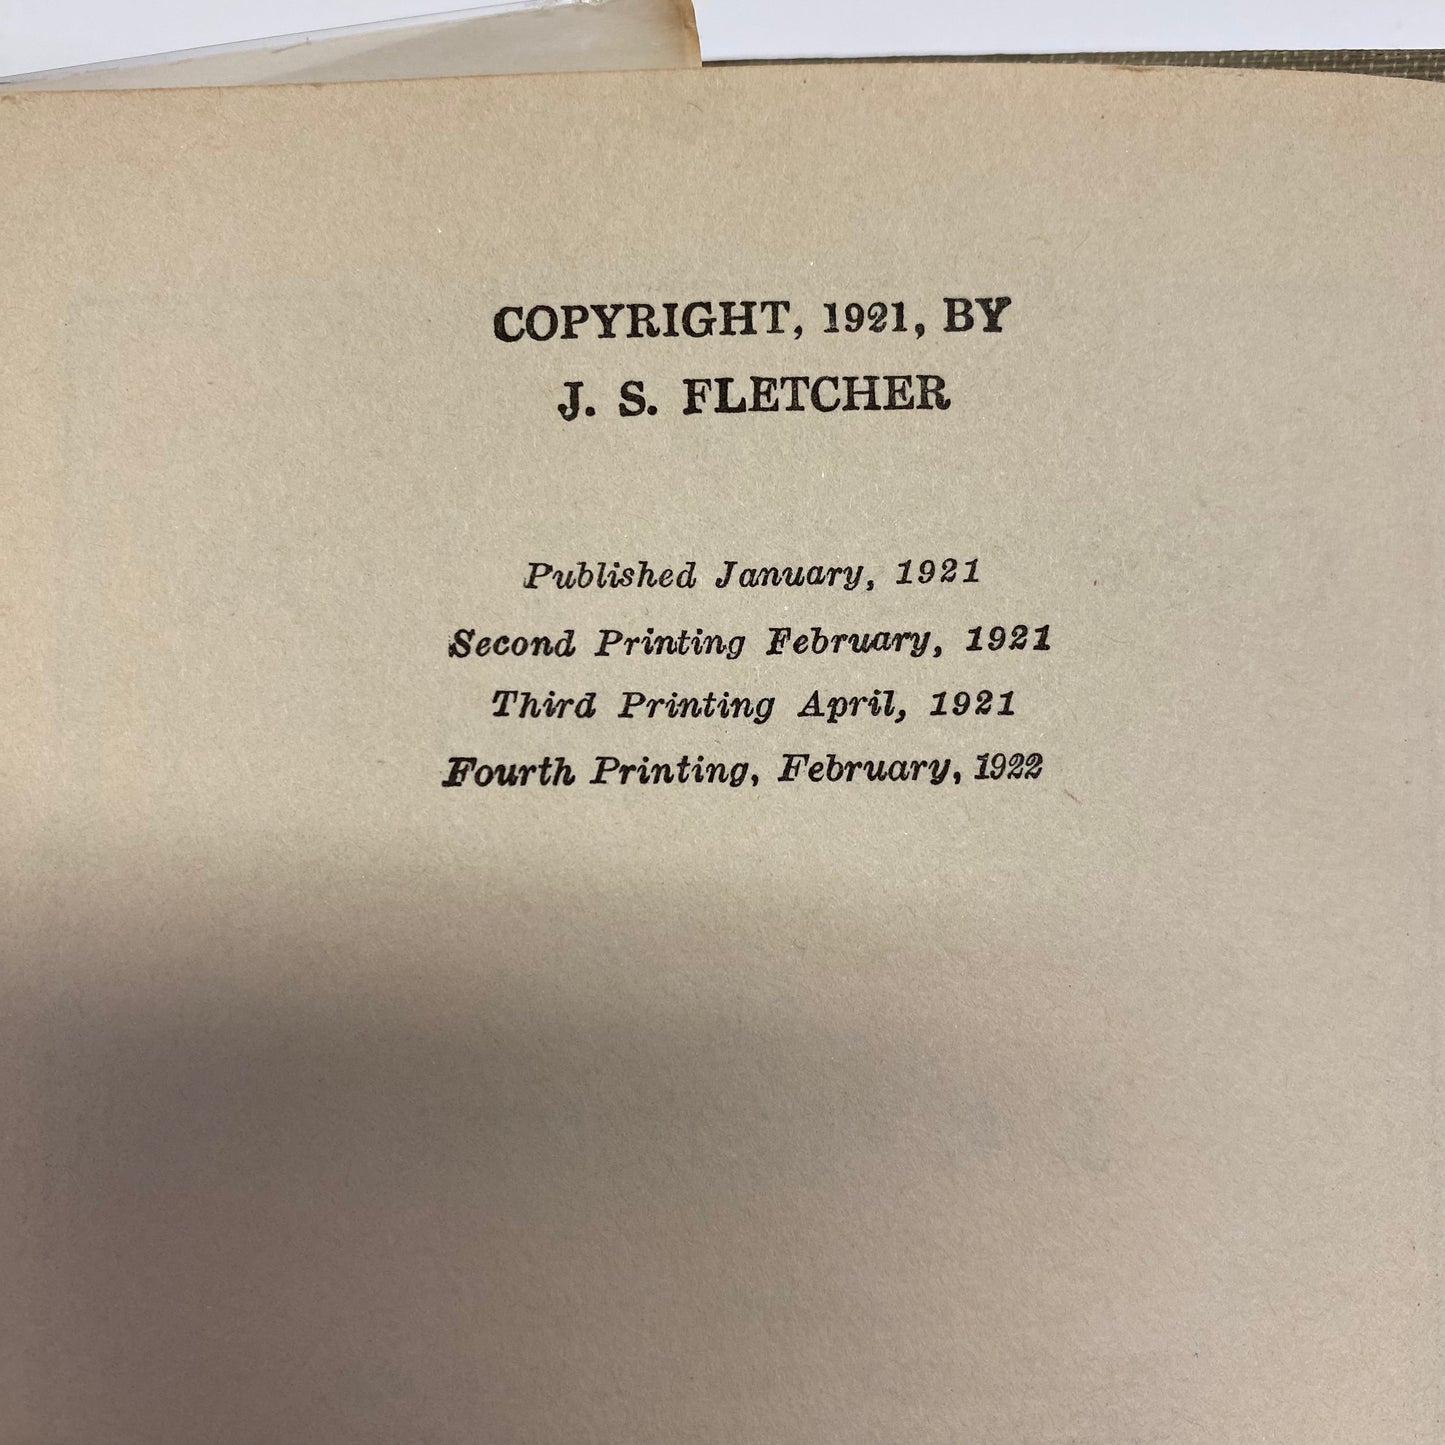 COPYRIGHT, 1921, BY
J. S. FLETCHER
Published January, 1921
Second Printing February, 1921
Third Printing April, 1921
Fourth Printing, February, 1922